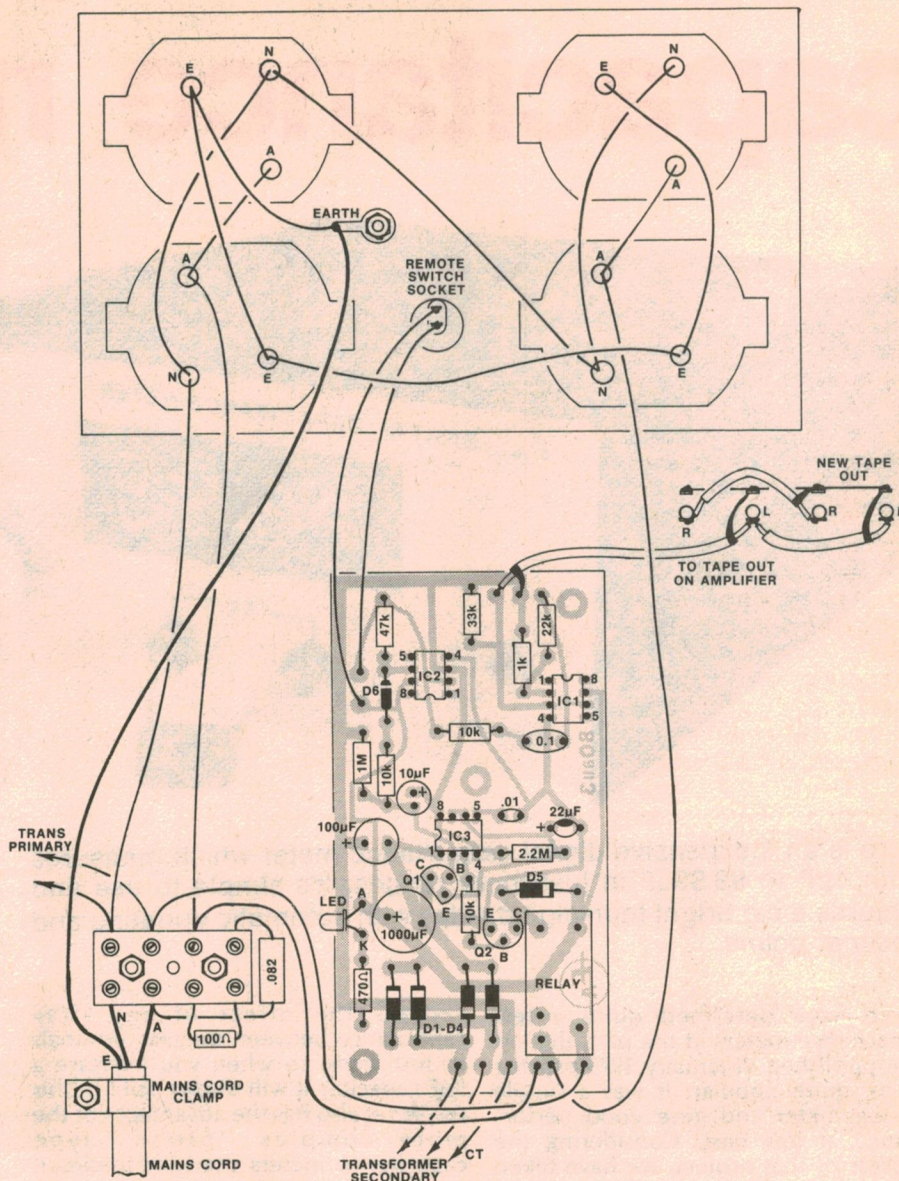 E
N
A
E
N
A
EARTH
REMOTE
SWITCH
SOCKET
A
N
E
A
N
E
NEW TAPE
OUT
R
L
R
TO TAPE OUT
ON AMPLIFIER
47k
33k
22k
1k
5
4
IC2
8
1
D6
1
8
IC1
4
5
10k
0.1
1M
10k
10µF
+
8
5
.01
22µF
+
100µF
+
IC3
1
4
2.2M
C
B
Q1
E
D5
10k
E
C
B
Q2
LED
A
K
+
1000µF
470Ω
RELAY
D1-D4
TRANS
PRIMARY
.082
N
A
100Ω
E
MAINS CORD
CLAMP
MAINS CORD
CT
TRANSFORMER
SECONDARY